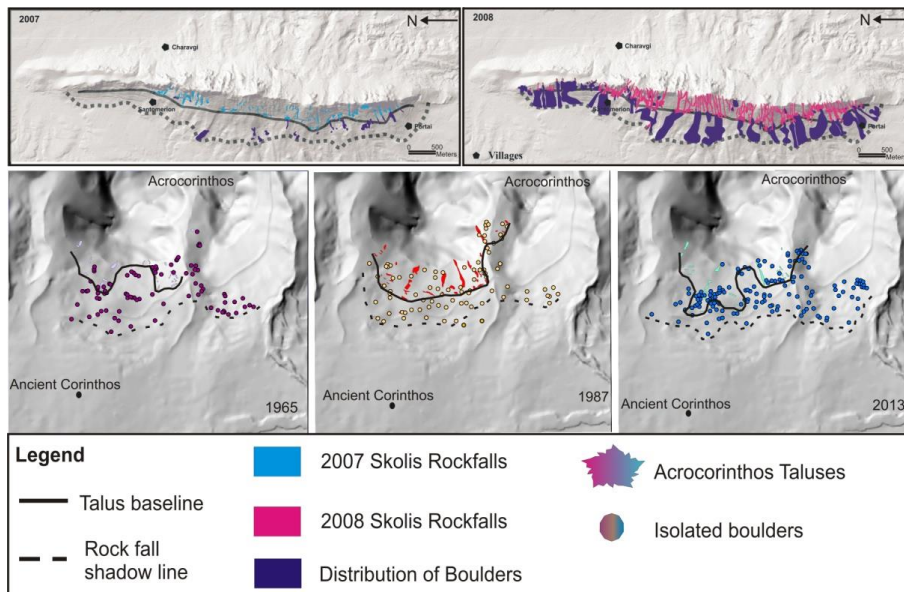 2007
N
Charavgi
Santomerion
Portai
0 500
Meters
2008
N
Charavgi
Portai
Villages
0 500
Meters
Acrocorinthos
Ancient Corinthos
1965
Acrocorinthos
1987
Acrocorinthos
Ancient Corinthos
2013
Legend
Talus baseline
Rock fall
shadow line
2007 Skolis Rockfalls
2008 Skolis Rockfalls
Distribution of Boulders
Acrocorinthos Taluses
Isolated boulders